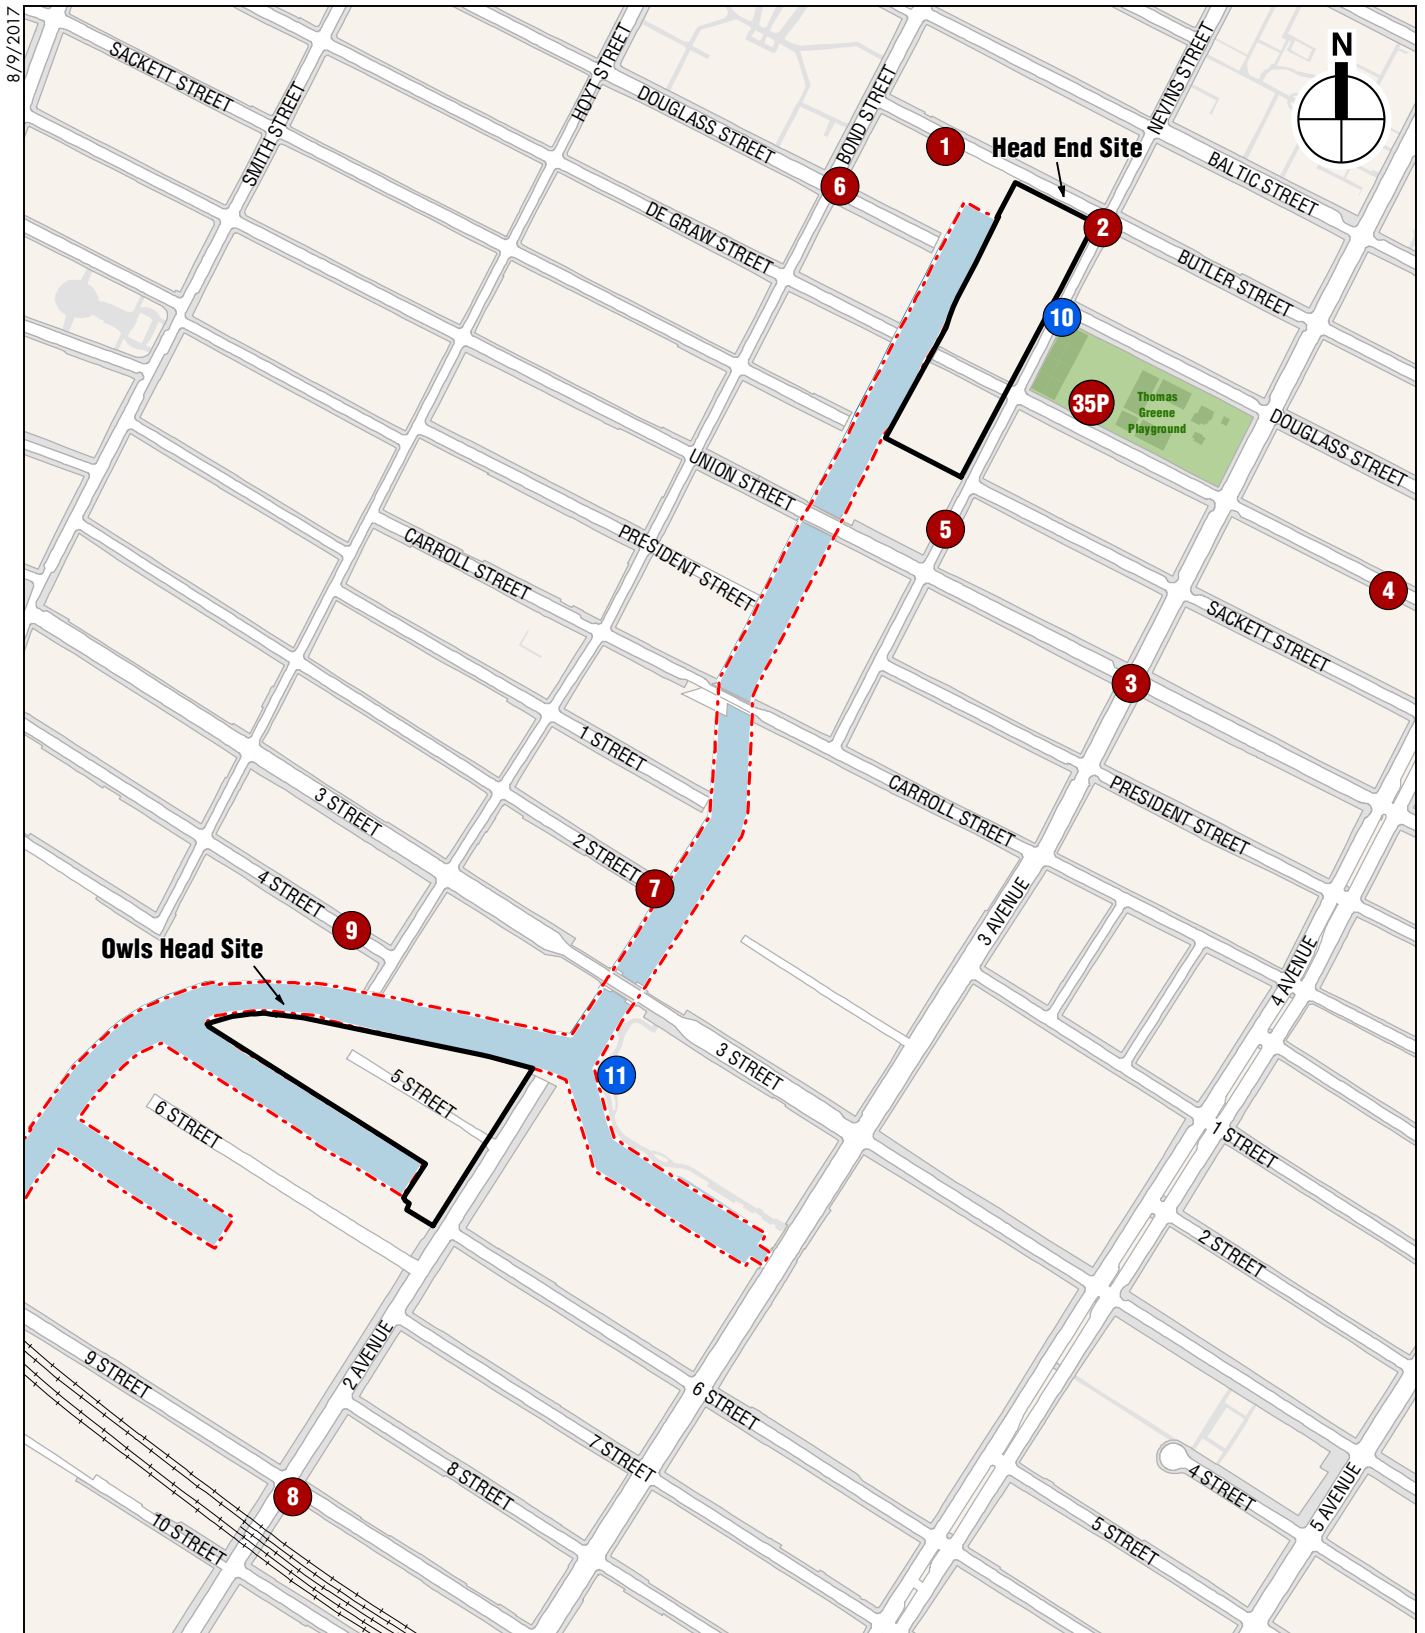 8/9/2017
N
SACKETT STREET
SMITH STREET
HOYT STREET
DOUGLASS STREET
BOND STREET
NEVINS STREET
BALTIC STREET
1
Head End Site
6
2
DE GRAW STREET
BUTLER STREET
10
35P
Thomas
Greene
Playground
DOUGLASS STREET
UNION STREET
5
PRESIDENT STREET
CARROLL STREET
4
SACKETT STREET
3
1 STREET
CARROLL STREET
PRESIDENT STREET
3 STREET
2 STREET
7
4 STREET
9
3 AVENUE
4 AVENUE
Owls Head Site
3 STREET
11
5 STREET
6 STREET
1 STREET
2 STREET
9 STREET
2 AVENUE
6 STREET
7 STREET
8 STREET
4 STREET
5 AVENUE
8
10 STREET
5 STREET